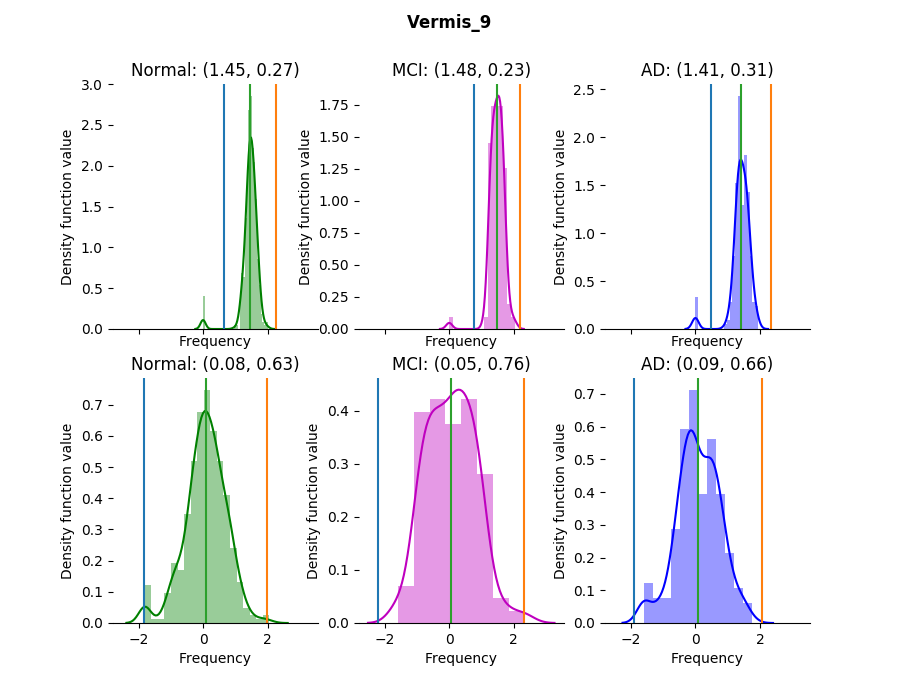 Vermis_9
Normal: (1.45, 0.27)
MCI: (1.48, 0.23)
AD: (1.41, 0.31)
Density function value
3.0
2.5
2.0
1.5
1.0
0.5
0.0
Frequency
Density function value
1.75
1.50
1.25
1.00
0.75
0.50
0.25
0.00
Frequency
Density function value
2.5
2.0
1.5
1.0
0.5
0.0
Frequency
Normal: (0.08, 0.63)
MCI: (0.05, 0.76)
AD: (0.09, 0.66)
Density function value
0.7
0.6
0.5
0.4
0.3
0.2
0.1
0.0
−2 0 2
Frequency
Density function value
0.4
0.3
0.2
0.1
0.0
−2 0 2
Frequency
Density function value
0.7
0.6
0.5
0.4
0.3
0.2
0.1
0.0
−2 0 2
Frequency